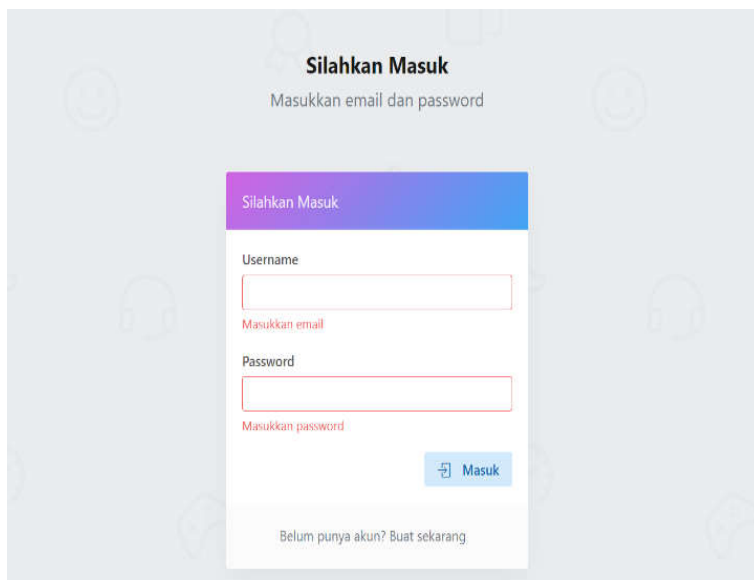 Silahkan Masuk
Masukkan email dan password
Silahkan Masuk
Username
Masukkan email
Password
Masukkan password
Masuk
Belum punya akun? Buat sekarang